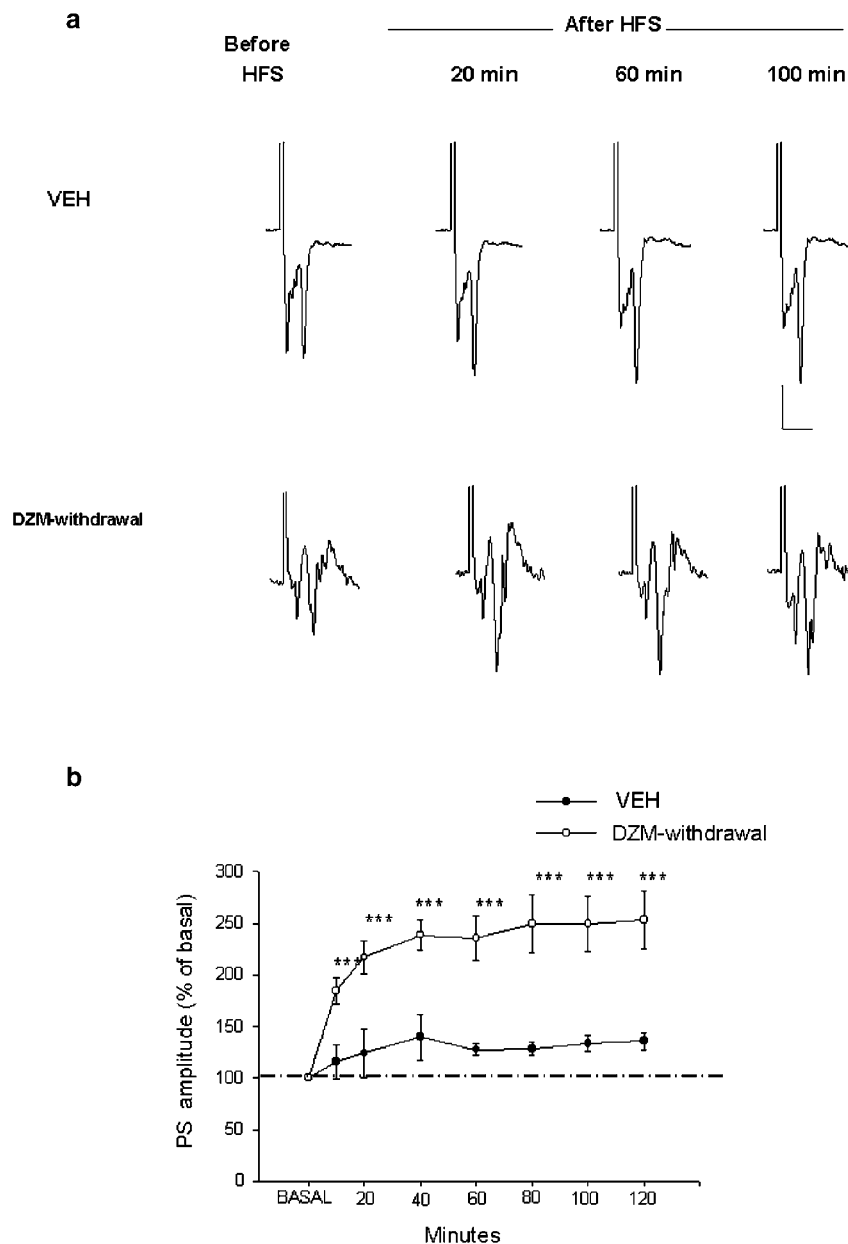 a
After HFS
Before
HFS
20 min
60 min
100 min
VEH
DZM-withdrawal
b
VEH
DZM-withdrawal
300
250
200
150
100
50
0
***
***
***
***
***
***
***
PS amplitude (% of basal)
BASAL
20
40
60
80
100
120
Minutes